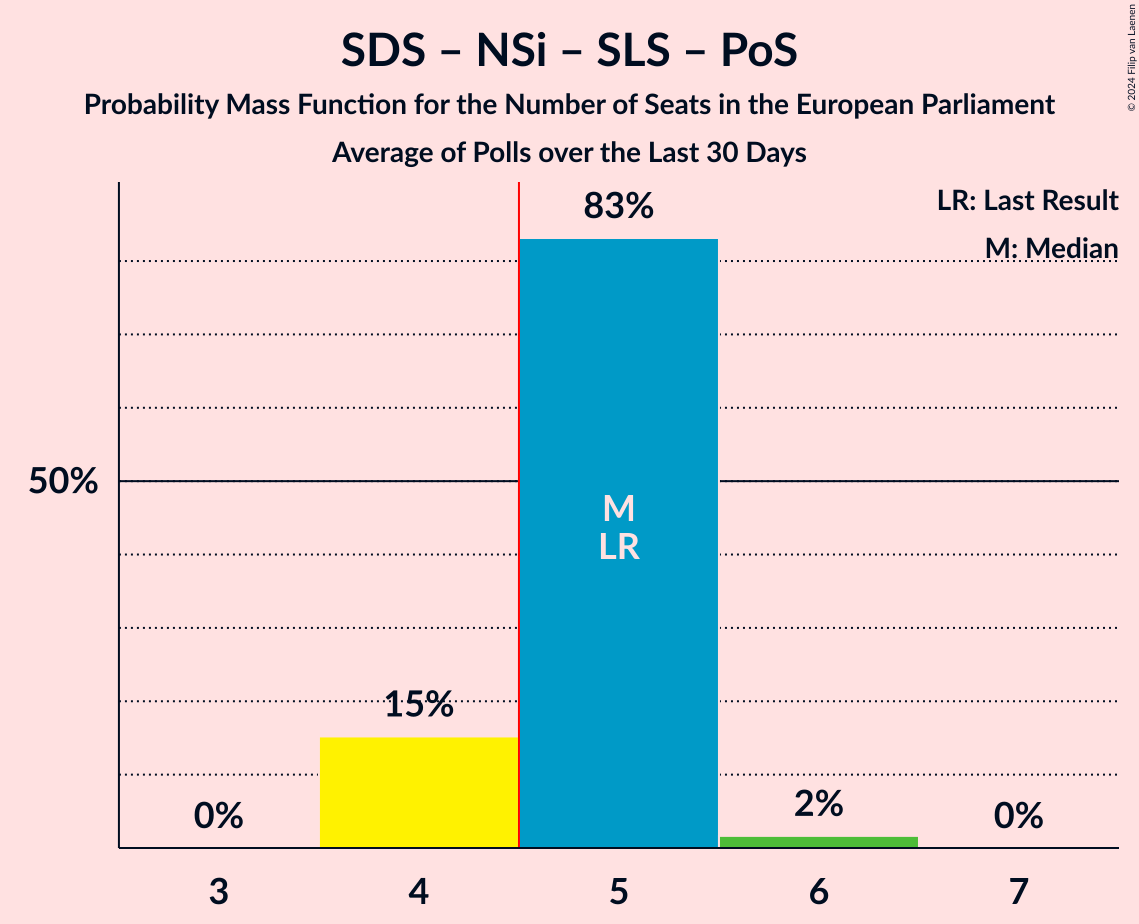 SDS – NSi – SLS – PoS
Probability Mass Function for the Number of Seats in the European Parliament
Average of Polls over the Last 30 Days
© 2024 Filip van Laenen
LR: Last Result
M: Median
83%
50%
M
LR
15%
2%
0%
0%
3 4 5 6 7